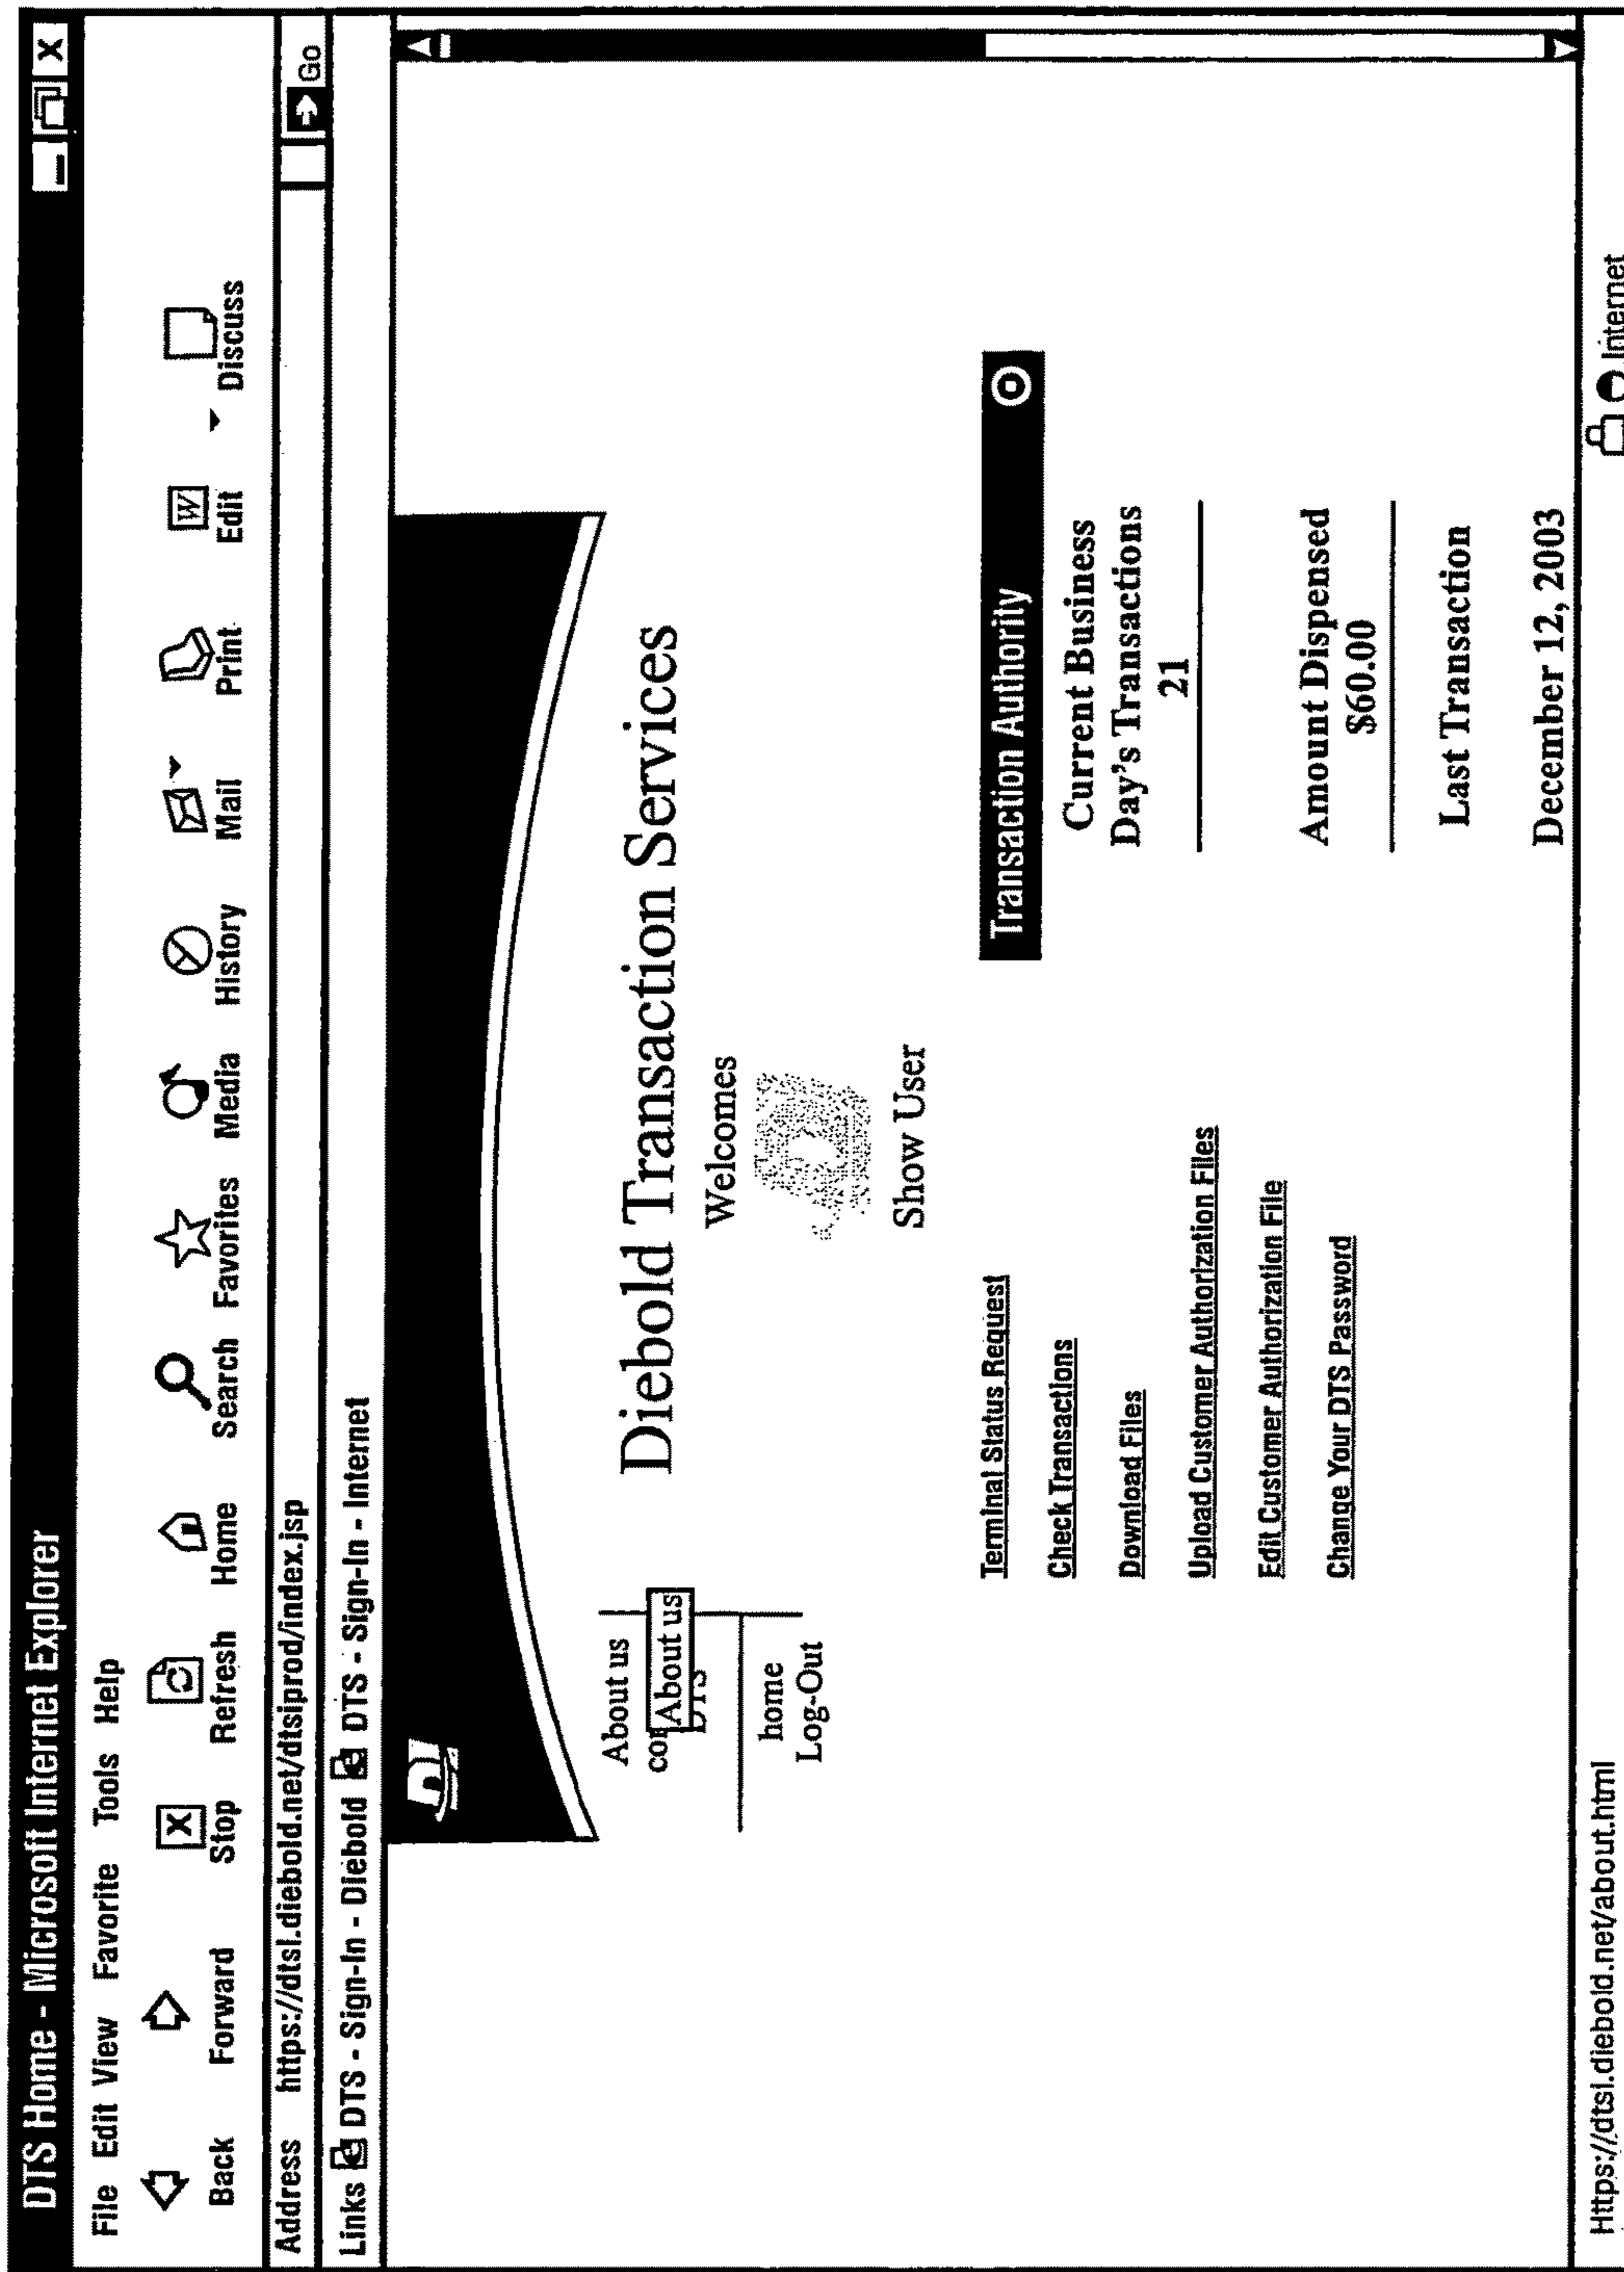 DTS Home - Microsoft Internet Explorer
File Edit View Favorite Tools Help
Back Forward Stop Refresh Home Search Favorites Media History Mail Print Edit Discuss
Address https://dtsl.diebold.net/dtsiprod/index.jsp Go
Links DTS - Sign-In - Diebold DTS - Sign-In - Internet
Diebold Transaction Services
Welcomes
Show User
About us
About us
home
Log-Out
Terminal Status Request
Check Transactions
Download Files
Upload Customer Authorization Files
Edit Customer Authorization File
Change Your DTS Password
Transaction Authority
Current Business
Day's Transactions
21
Amount Dispensed
$60.00
Last Transaction
December 12, 2003
Https://dtsl.diebold.net/about.html Internet